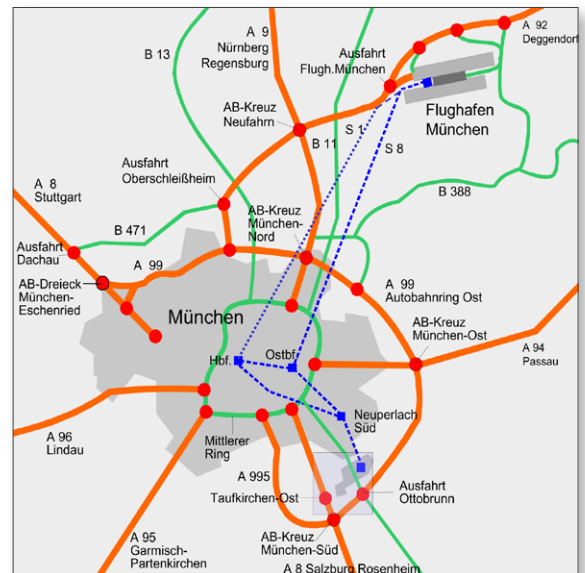 A 9
Nürnberg
Regensburg
A 92
Deggendorf
B 13
Ausfahrt
Flugh.München
AB-Kreuz
Neufahrn
Flughafen
München
S 1
B 11
S 8
Ausfahrt
Oberschleißheim
A 8
Stuttgart
B 388
AB-Kreuz
München-
Nord
B 471
Ausfahrt
Dachau
A 99
A 99
Autobahnring Ost
AB-Dreieck
München-
Eschenried
München
AB-Kreuz
München-Ost
A 94
Passau
Hbf.
Ostbf.
Neuperlach
Süd
A 96
Lindau
Mittlerer
Ring
A 995
Taufkirchen-Ost
Ausfahrt
Ottobrunn
A 95
Garmisch-
Partenkirchen
AB-Kreuz
München-Süd
A 8 Salzburg Rosenheim